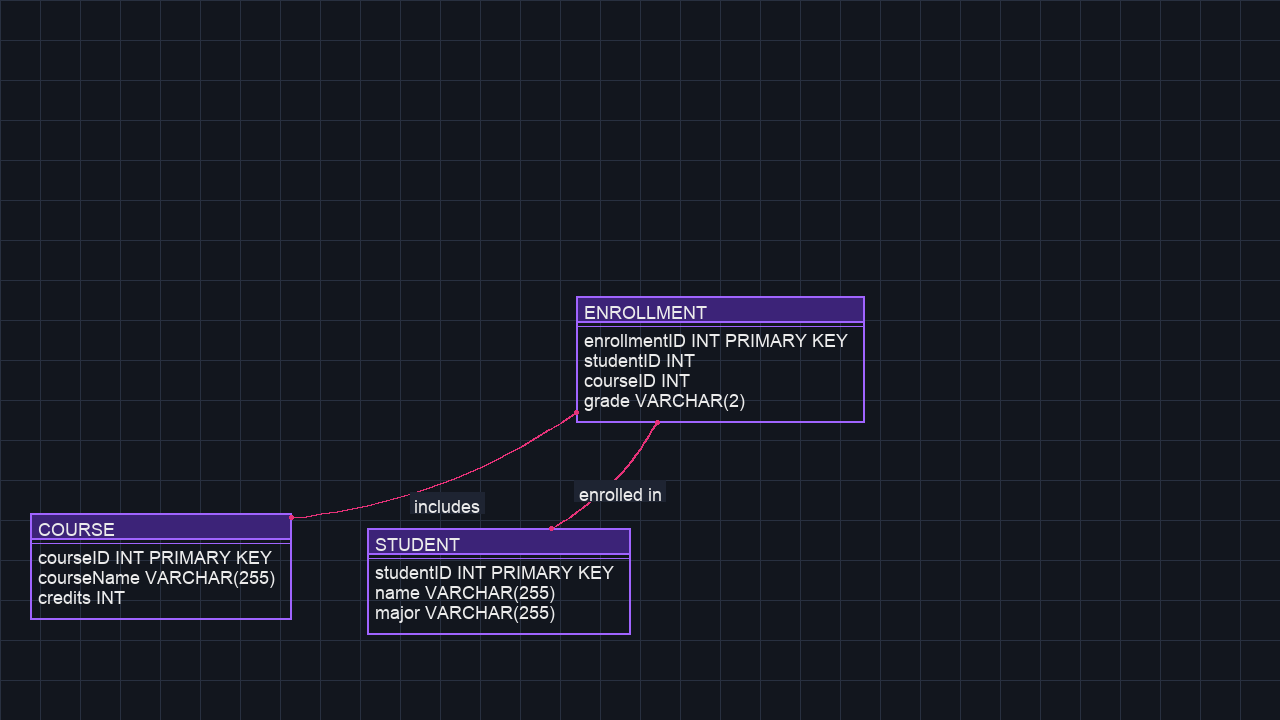 ENROLLMENT
enrollmentID INT PRIMARY KEY
studentID INT
courseID INT
grade VARCHAR(2)
enrolled in
includes
COURSE
courseID INT PRIMARY KEY
courseName VARCHAR(255)
credits INT
STUDENT
studentID INT PRIMARY KEY
name VARCHAR(255)
major VARCHAR(255)